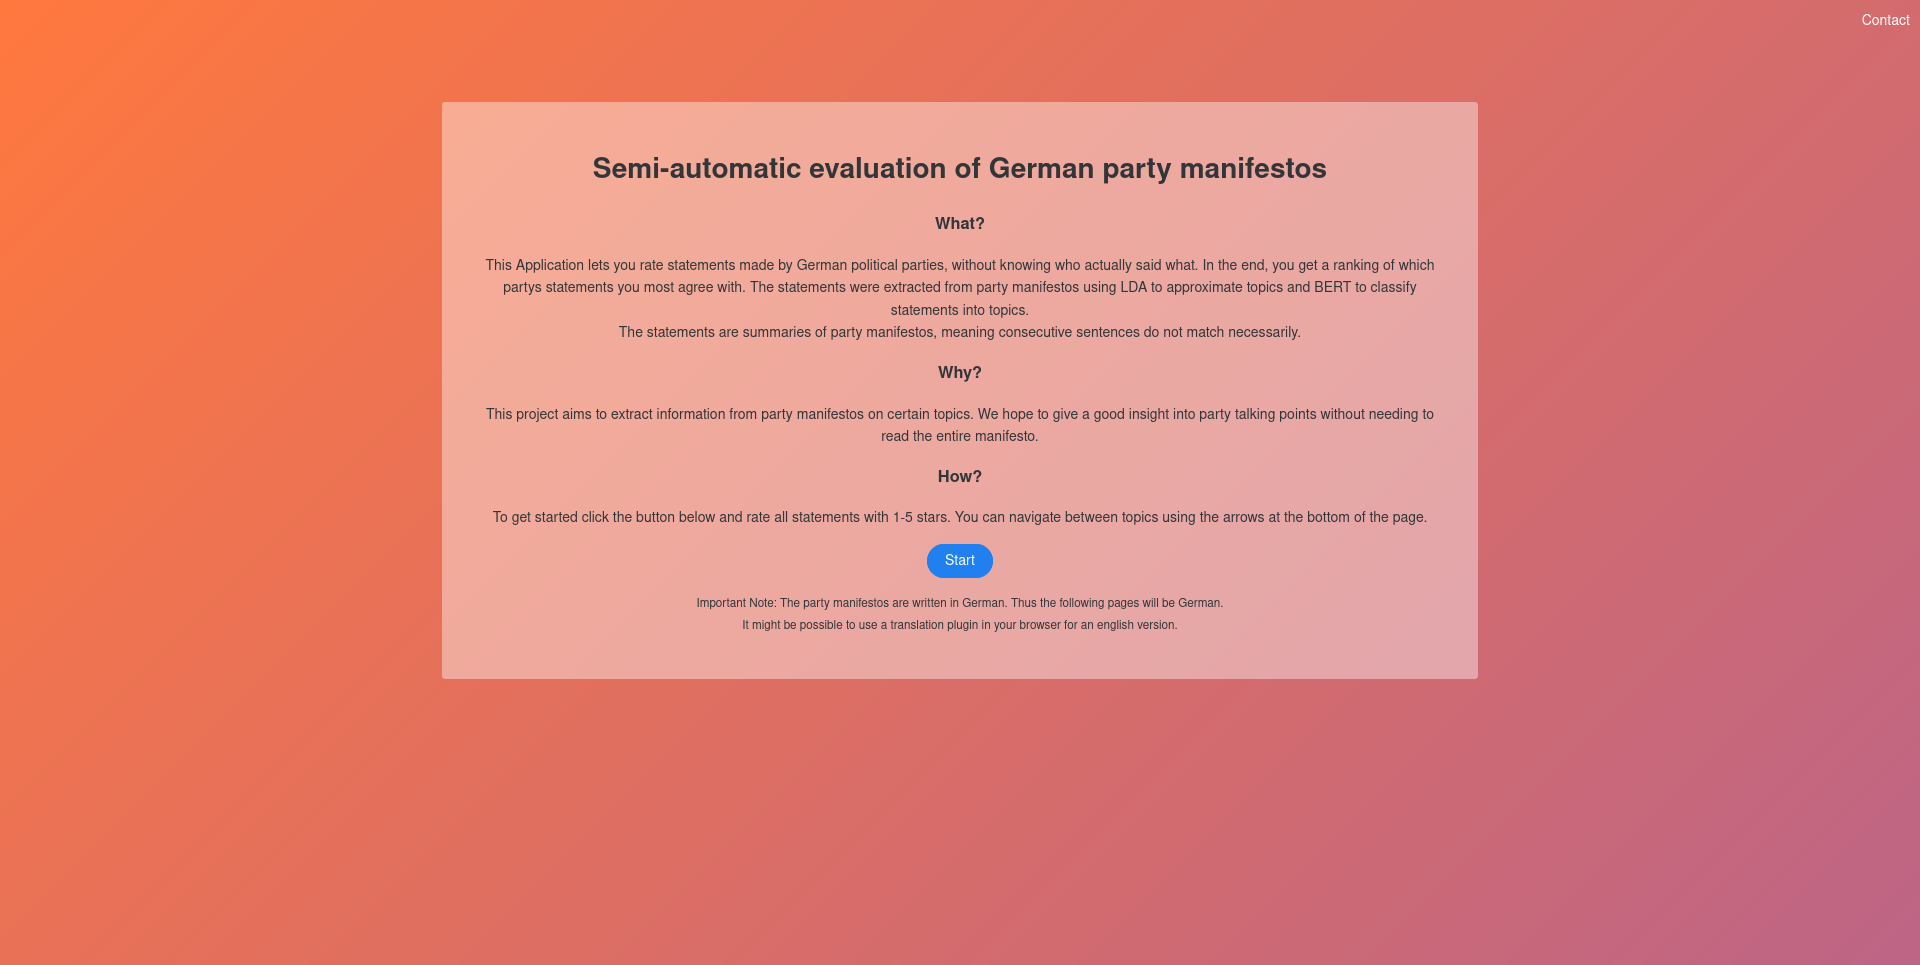 Contact
Semi-automatic evaluation of German party manifestos
What?
This Application lets you rate statements made by German political parties, without knowing who actually said what. In the end, you get a ranking of which
partys statements you most agree with. The statements were extracted from party manifestos using LDA to approximate topics and BERT to classify
statements into topics.
The statements are summaries of party manifestos, meaning consecutive sentences do not match necessarily.
Why?
This project aims to extract information from party manifestos on certain topics. We hope to give a good insight into party talking points without needing to
read the entire manifesto.
How?
To get started click the button below and rate all statements with 1-5 stars. You can navigate between topics using the arrows at the bottom of the page.
Start
Important Note: The party manifestos are written in German. Thus the following pages will be German.
It might be possible to use a translation plugin in your browser for an english version.